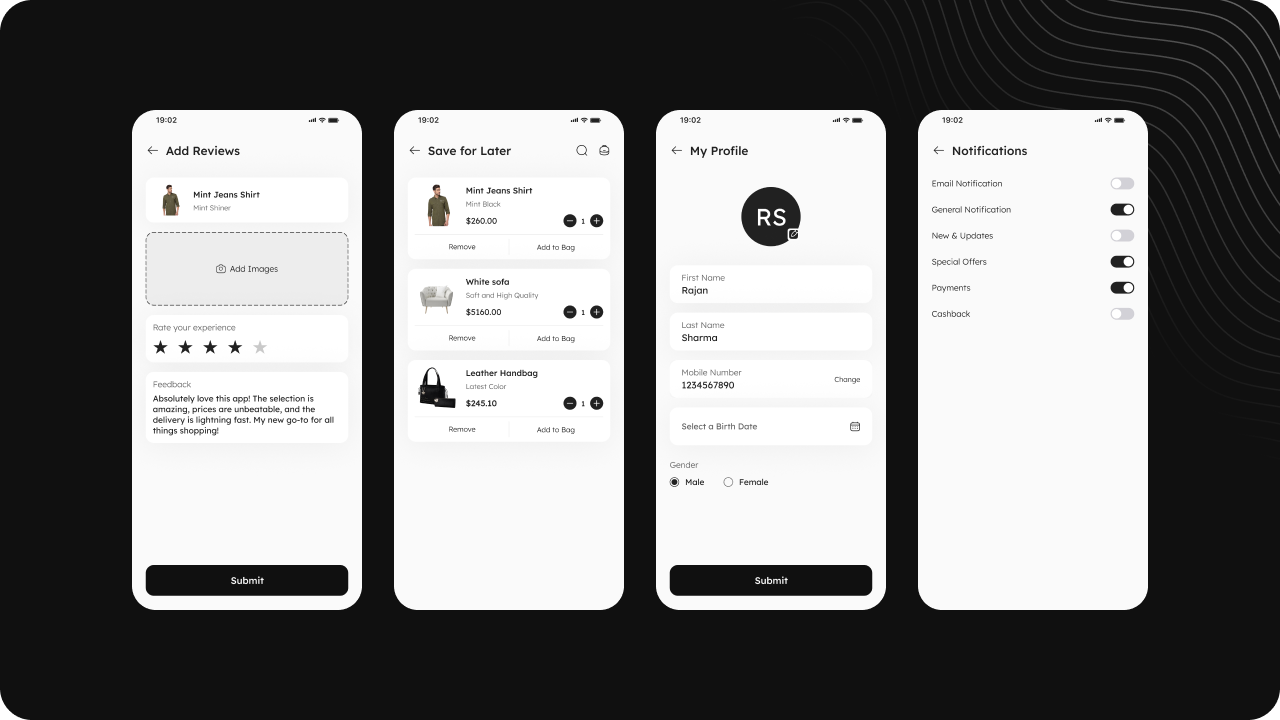 19:02
Add Reviews
Mint Jeans Shirt
Mint Shiner
Add Images
Rate your experience
Feedback
Absolutely love this app! The selection is
amazing, prices are unbeatable, and the
delivery is lightning fast. My new go-to for all
things shopping!
Submit
19:02
Save for Later
Mint Jeans Shirt
Mint Black
$260.00
1
Remove
Add to Bag
White sofa
Soft and High Quality
$5160.00
1
Remove
Add to Bag
Leather Handbag
Latest Color
$245.10
1
Remove
Add to Bag
19:02
My Profile
RS
First Name
Rajan
Last Name
Sharma
Mobile Number
1234567890
Change
Select a Birth Date
Gender
Male
Female
Submit
19:02
Notifications
Email Notification
General Notification
New & Updates
Special Offers
Payments
Cashback